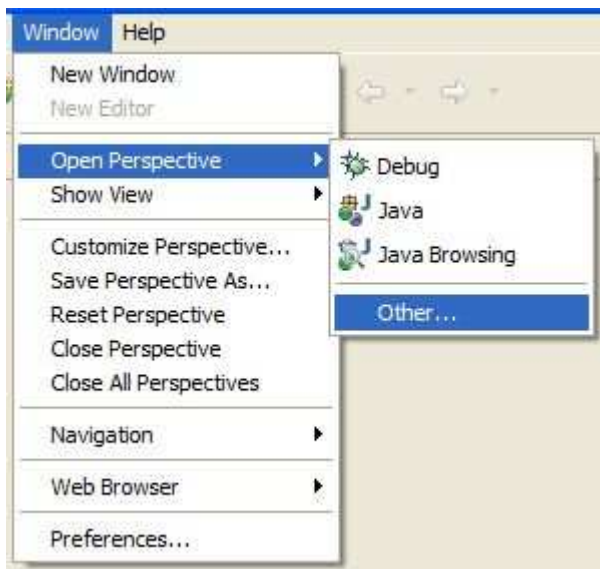 Window Help
New Window
New Editor
Open Perspective
Show View
Customize Perspective...
Save Perspective As...
Reset Perspective
Close Perspective
Close All Perspectives
Navigation
Web Browser
Preferences...
Debug
Java
Java Browsing
Other...